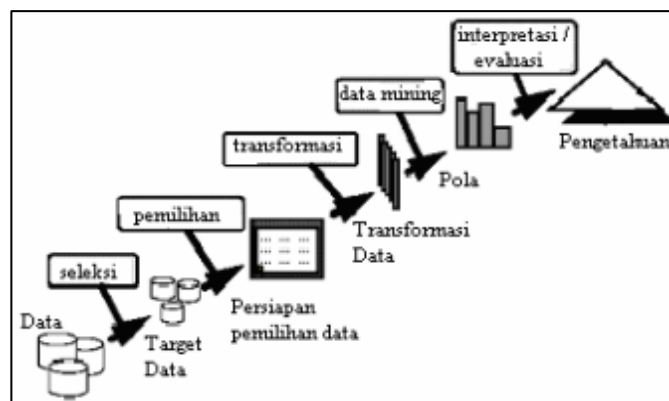 interpretasi /
evaluasi
data mining
Pengetahuan
transformasi
Pola
pemilihan
Transformasi
Data
seleksi
Persiapan
pemilihan data
Data
Target
Data